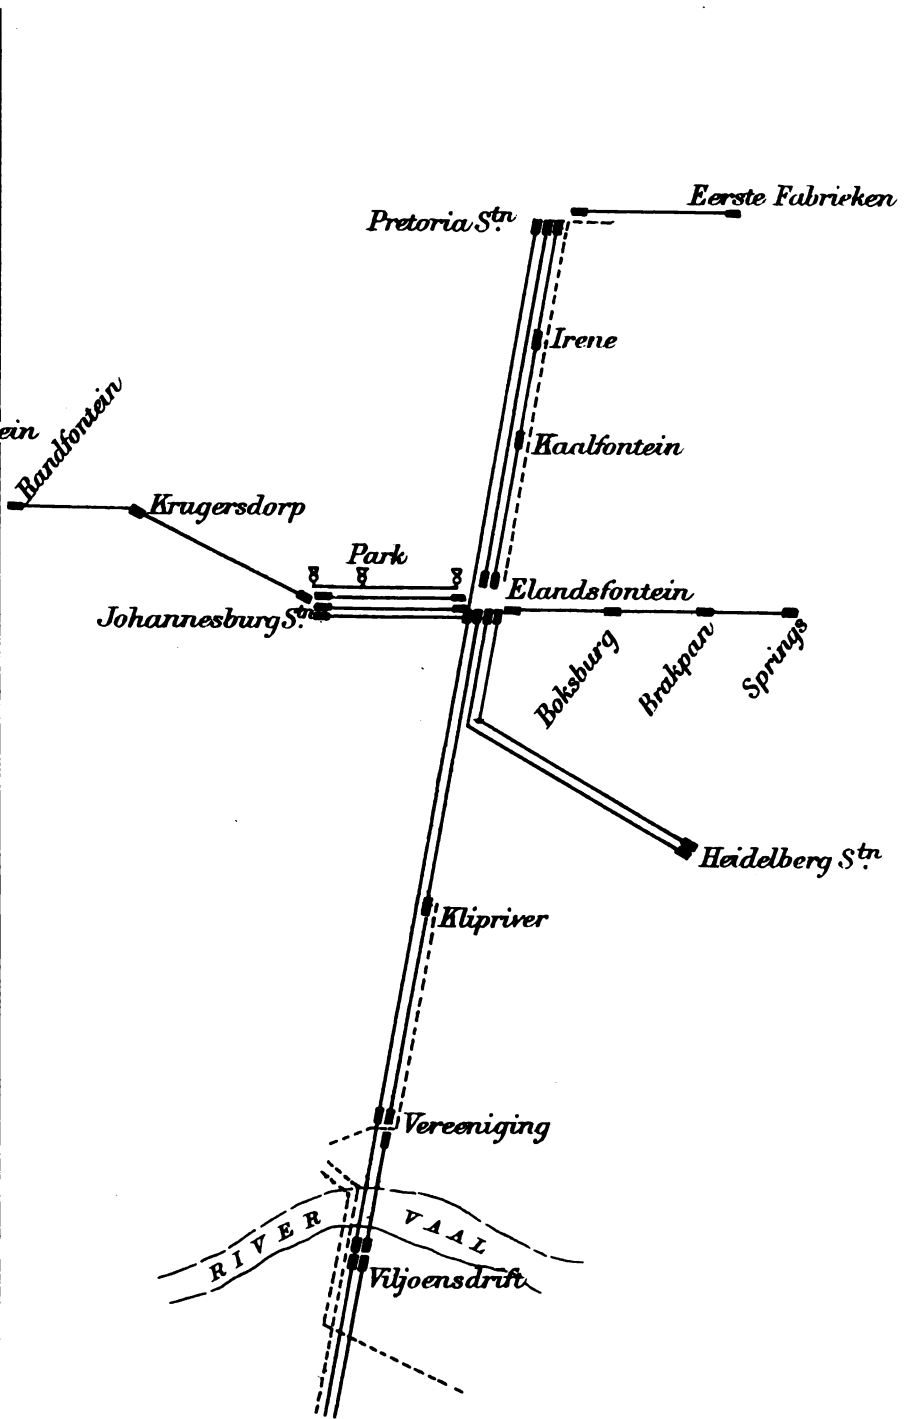 Eerste Fabrieken
Pretoria Stn.
Irene
Kaalfontein
ein
Randfontein
Krugersdorp
Park
Elandsfontein
Johannesburg Stn.
Boksburg
Brakpan
Springs
Heidelberg Stn.
Klipriver
Vereeniging
RIVER VAAL
Viljoensdrift